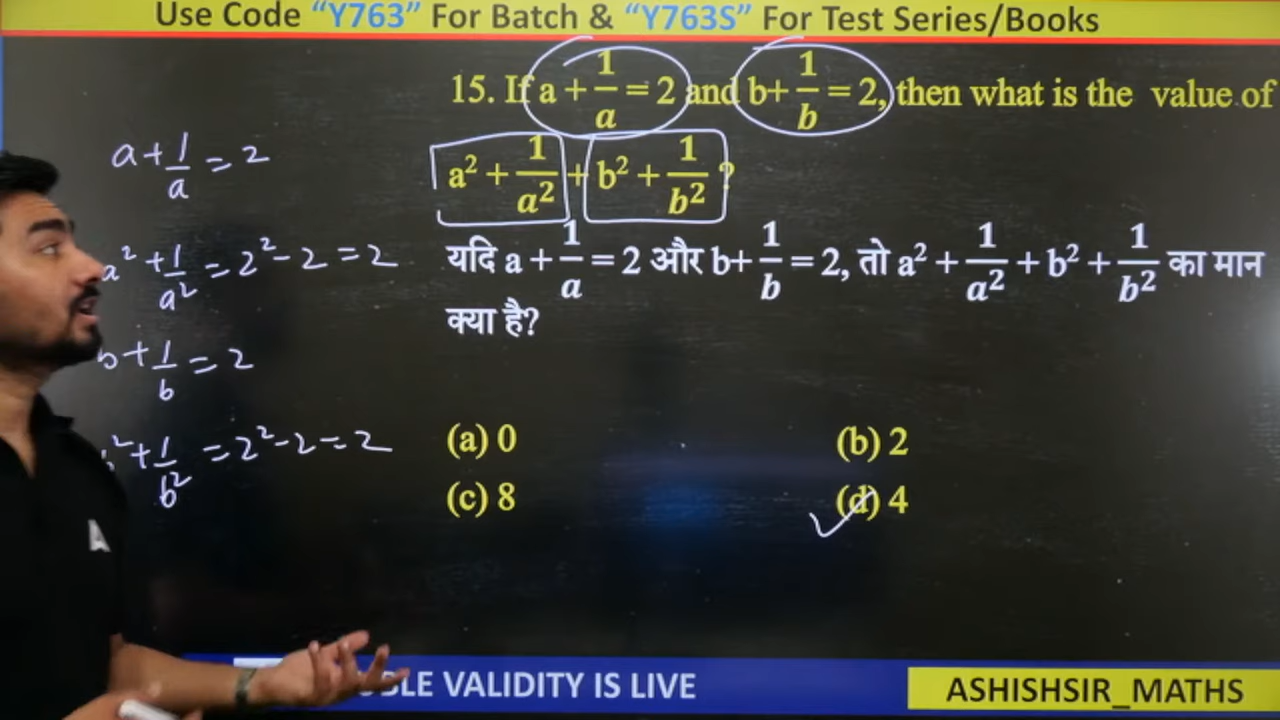 Use Code “Y763” For Batch & “Y763S” For Test Series/Books
15. If a + 1/a = 2 and b+ 1/b = 2, then what is the value of
a² + 1/a² + b² + 1/b² ?
यदि a + 1/a = 2 और b+ 1/b = 2, तो a² + 1/a² + b² + 1/b² का मान
क्या है?
(a) 0
(b) 2
(c) 8
(d) 4
a + 1/a = 2
a² + 1/a² = 2² - 2 = 2
b + 1/b = 2
² + 1/b² = 2² - 2 = 2
VALIDITY IS LIVE
ASHISHSIR_MATHS